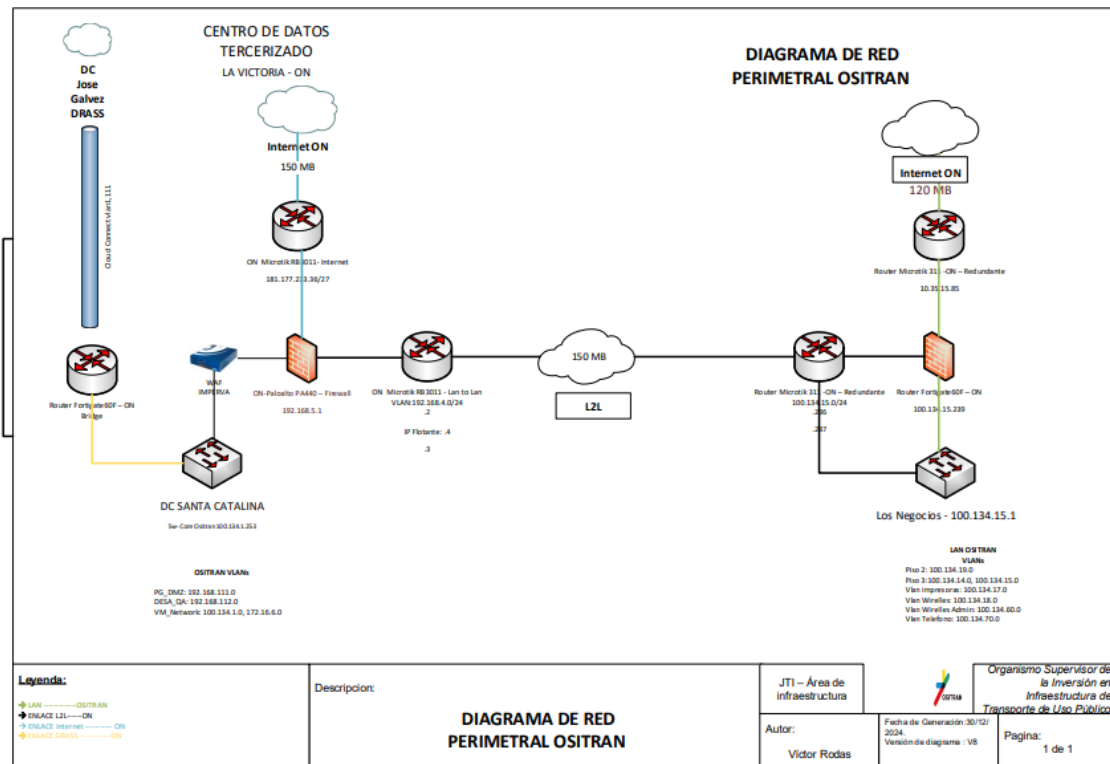 CENTRO DE DATOS
TERCERIZADO
LA VICTORIA - ON
DIAGRAMA DE RED
PERIMETRAL OSITRAN
DC
Jose
Galvez
DRASS
Cloud Connect vlan1,111
Internet ON
150 MB
ON Microtik RB3011- Internet
Internet ON
120 MB
Router Microtik -ON – Redundante
WAF
IMPERVA
ON-Paloalto PA440 – Firewall
192.168.5.1
ON Microtik RB3011 - Lan to Lan
VLAN:192.168.4.0/24
.2
IP Flotante: .4
.3
150 MB
L2L
Router Microtik -ON – Redundante
100.134.15.0/24
Router Fortigate60F – ON
100.134.15.239
Router Fortigate60F – ON
Bridge
DC SANTA CATALINA
Sw- Core Ositran 100.134.1.253
Los Negocios - 100.134.15.1
OSITRAN VLANs
PG_DMZ: 192.168.111.0
DESA_QA: 192.168.112.0
VM_Network: 100.134.1.0, 172.16.6.0
LAN OSITRAN
VLANs
Piso 2: 100.134.19.0
Piso 3:100.134.14.0, 100.134.15.0
Vlan Impresoras: 100.134.17.0
Vlan Wirelles: 100.134.18.0
Vlan Wirelles Admin: 100.134.60.0
Vlan Telefono: 100.134.70.0
Leyenda:
LAN ----------OSITRAN
ENLACE L2L----ON
ENLACE Internet --------- ON
ENLACE DRASS ----------ON
Descripcion:
DIAGRAMA DE RED
PERIMETRAL OSITRAN
JTI – Área de
infraestructura
OSITRAN
Organismo Supervisor de
la Inversión en
Infraestructura de
Transporte de Uso Público
Autor:
Victor Rodas
Fecha de Generación:30/12/
2024.
Versión de diagrama : V8
Pagina:
1 de 1